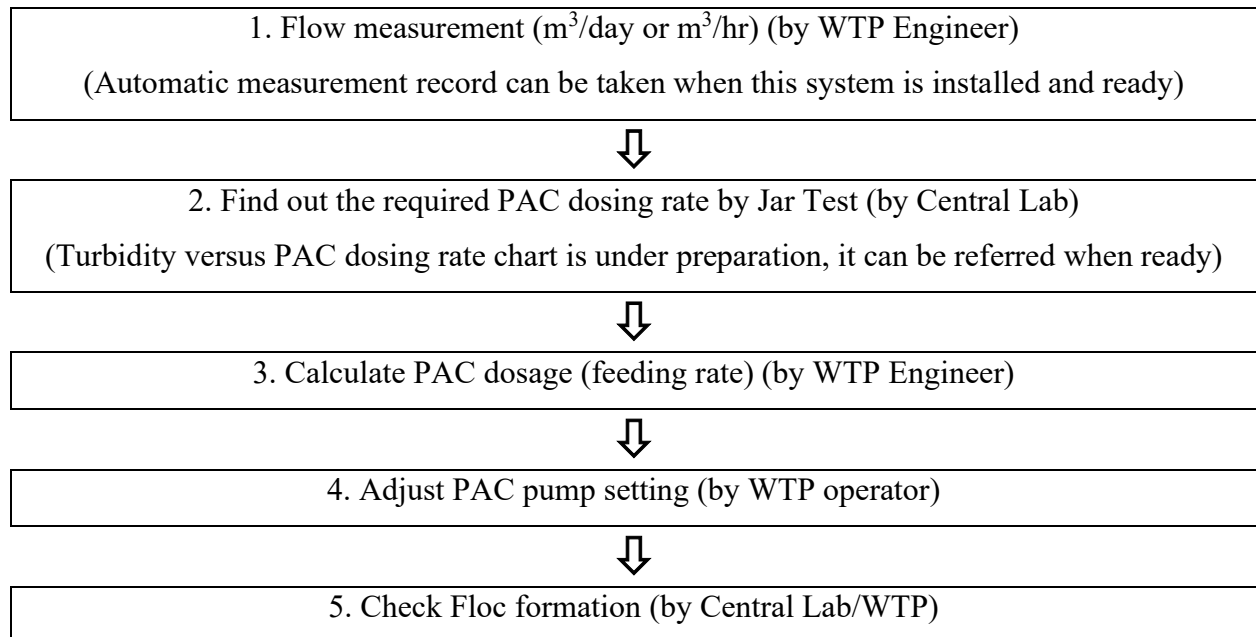 1. Flow measurement (m³/day or m³/hr) (by WTP Engineer)
(Automatic measurement record can be taken when this system is installed and ready)
2. Find out the required PAC dosing rate by Jar Test (by Central Lab)
(Turbidity versus PAC dosing rate chart is under preparation, it can be referred when ready)
3. Calculate PAC dosage (feeding rate) (by WTP Engineer)
4. Adjust PAC pump setting (by WTP operator)
5. Check Floc formation (by Central Lab/WTP)